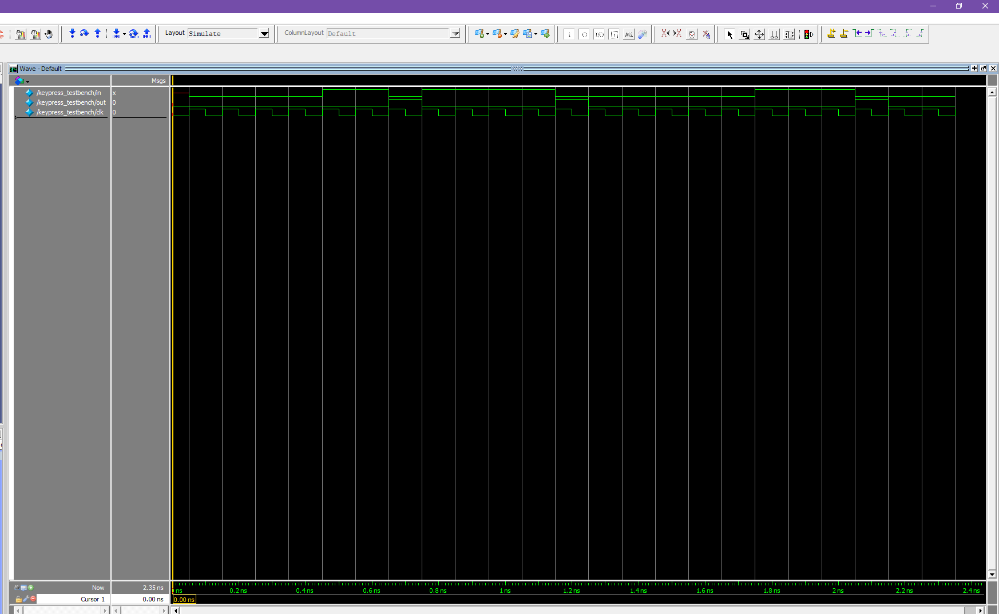 Layout Simulate
ColumnLayout Default
Wave - Default
Msgs
/keypress_testbench/in x
/keypress_testbench/out 0
/keypress_testbench/clk 0
Now 2.35 ns
ns 0.2 ns 0.4 ns 0.6 ns 0.8 ns 1 ns 1.2 ns 1.4 ns 1.6 ns 1.8 ns 2 ns 2.2 ns 2.4 ns
Cursor 1 0.00 ns
0.00 ns